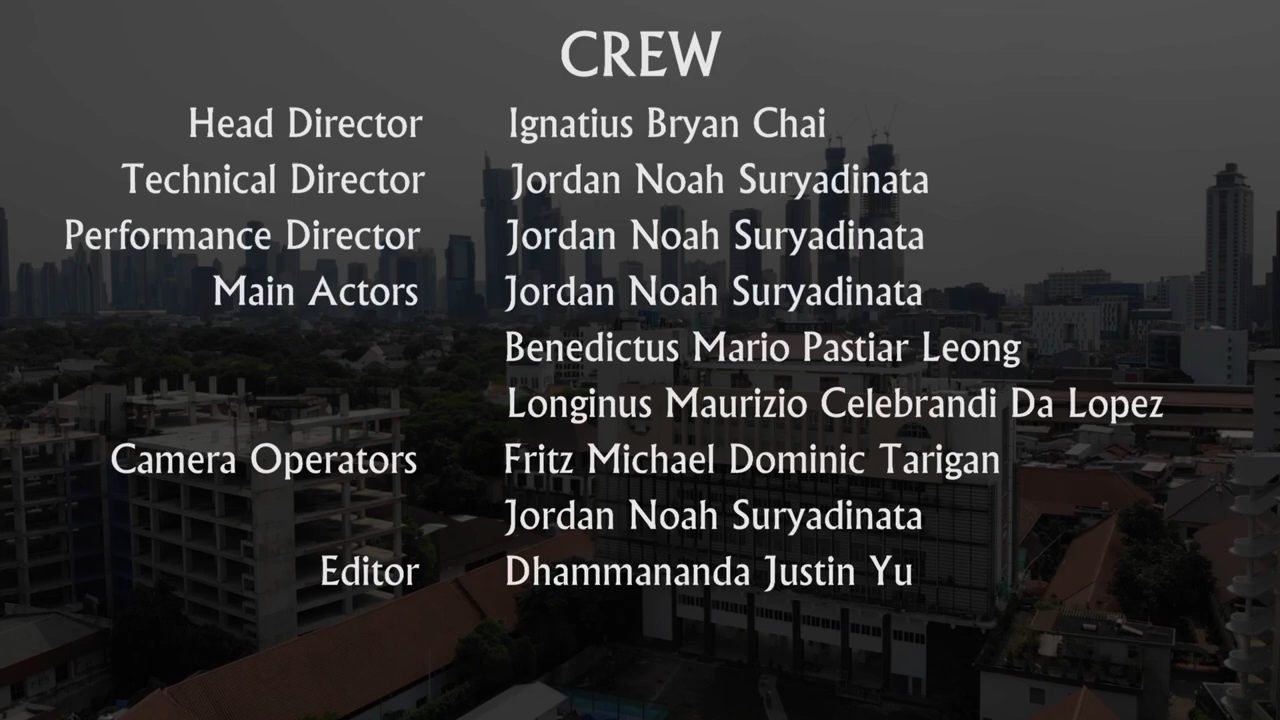 CREW
Head Director Ignatius Bryan Chai
Technical Director Jordan Noah Suryadinata
Performance Director Jordan Noah Suryadinata
Main Actors Jordan Noah Suryadinata
Benedictus Mario Pastiar Leong
Longinus Maurizio Celebrandi Da Lopez
Camera Operators Fritz Michael Dominic Tarigan
Jordan Noah Suryadinata
Editor Dhammananda Justin Yu